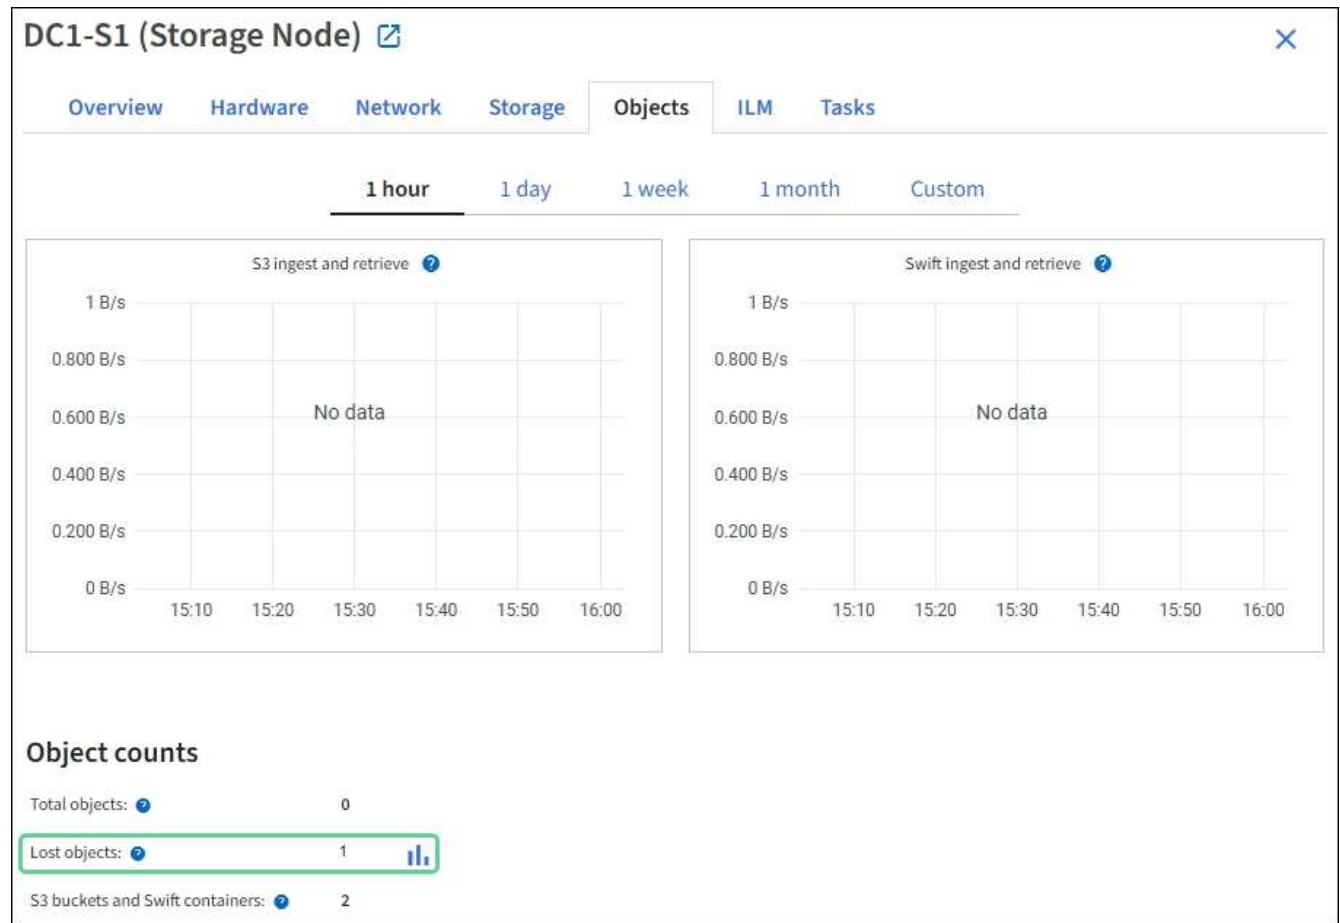 DC1-S1 (Storage Node)
Overview Hardware Network Storage Objects ILM Tasks
1 hour 1 day 1 week 1 month Custom
S3 ingest and retrieve
1 B/s
0.800 B/s
0.600 B/s
0.400 B/s
0.200 B/s
0 B/s
No data
15:10 15:20 15:30 15:40 15:50 16:00
Swift ingest and retrieve
1 B/s
0.800 B/s
0.600 B/s
0.400 B/s
0.200 B/s
0 B/s
No data
15:10 15:20 15:30 15:40 15:50 16:00
Object counts
Total objects: 0
Lost objects: 1
S3 buckets and Swift containers: 2